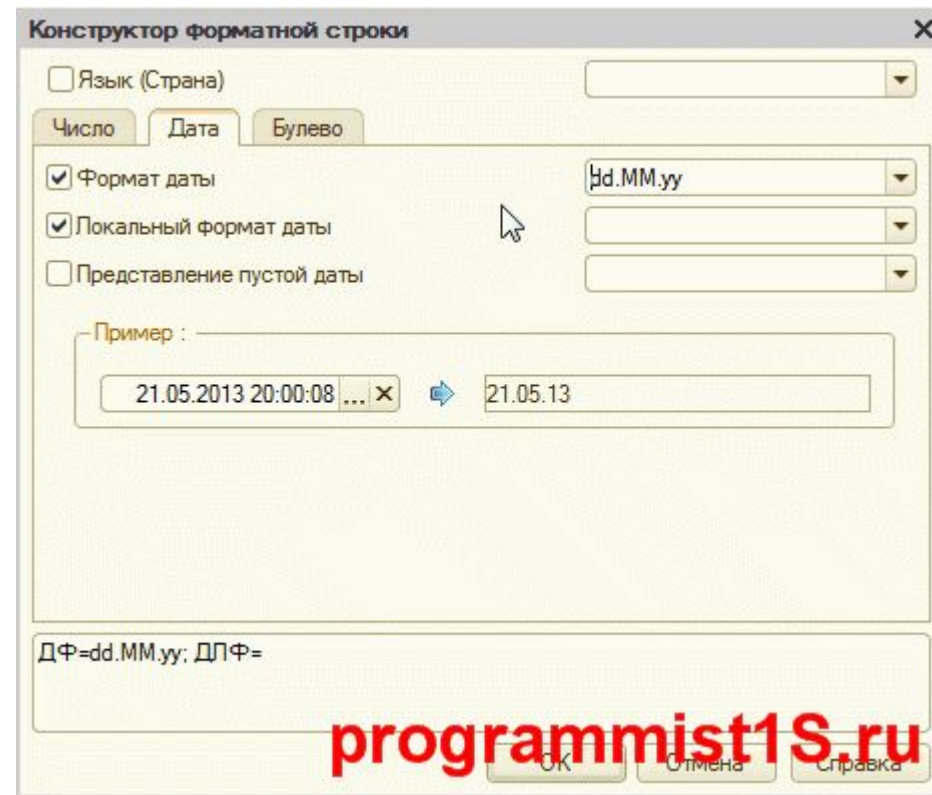 Конструктор форматной строки
Язык (Страна)
Число Дата Булево
Формат даты dd.MM.yy
Локальный формат даты
Представление пустой даты
Пример :
21.05.2013 20:00:08 ... 21.05.13
ДФ=dd.MM.yy; ДПФ=
programmist1S.ru
OK Отмена Справка